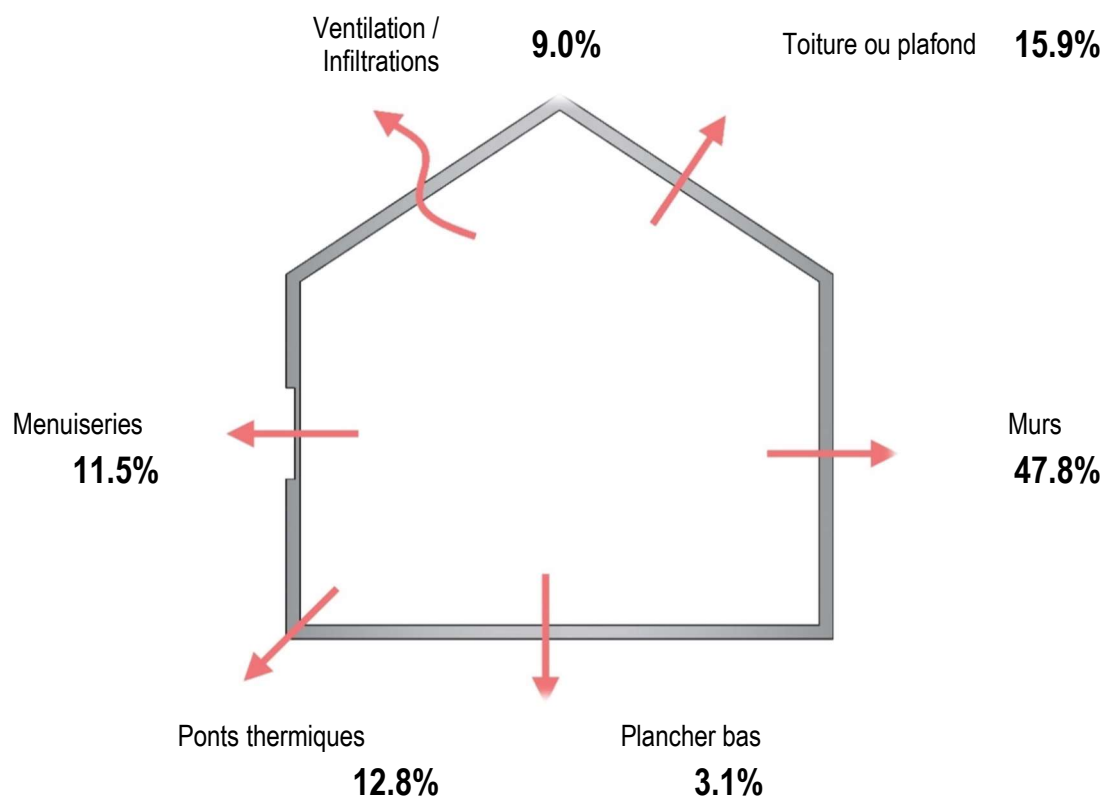 Ventilation /
Infiltrations
9.0%
Toiture ou plafond 15.9%
Menuiseries
11.5%
Murs
47.8%
Ponts thermiques
12.8%
Plancher bas
3.1%